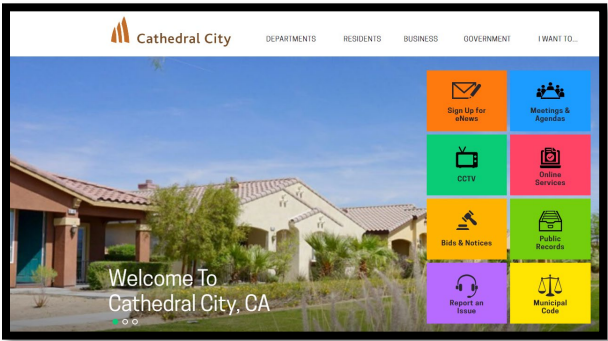 Cathedral City
DEPARTMENTS
RESIDENTS
BUSINESS
GOVERNMENT
I WANT TO...
Sign Up for
eNews
Meetings &
Agendas
CCTV
Online
Services
Bids & Notices
Public
Records
Report an
Issue
Municipal
Code
Welcome To
Cathedral City, CA